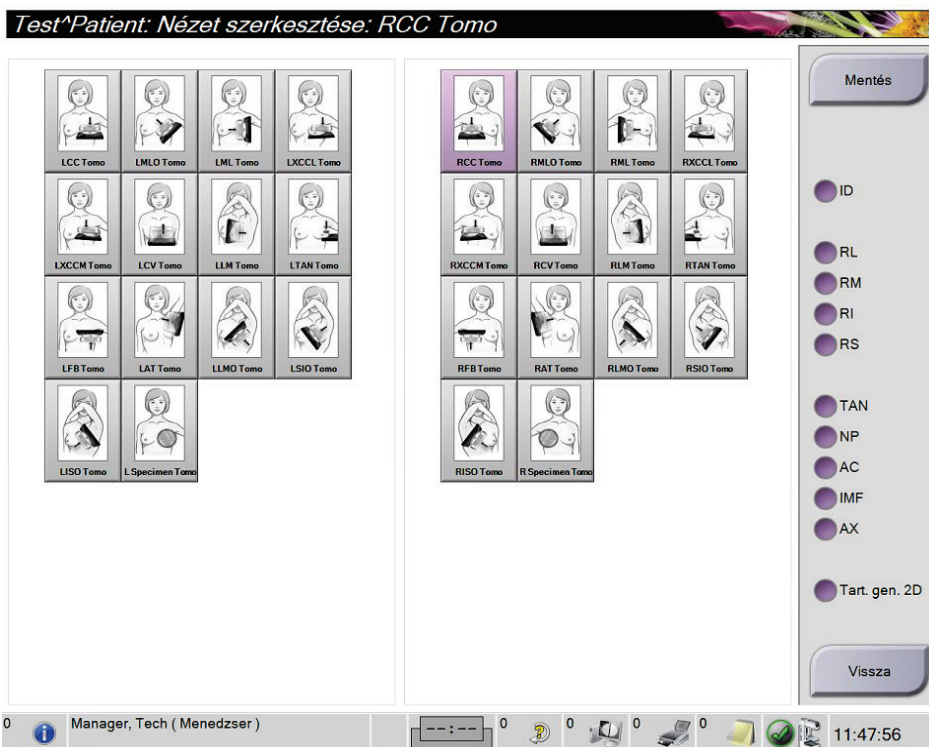 Test^Patient: Nézet szerkesztése: RCC Tomo
LCC Tomo LMLO Tomo LML Tomo LXCCL Tomo
LXCCM Tomo LCV Tomo LLM Tomo LTAN Tomo
LFB Tomo LAT Tomo LLMO Tomo LSIO Tomo
LISO Tomo L Specimen Tomo
RCC Tomo RMLO Tomo RML Tomo RXCCL Tomo
RXCCM Tomo RCV Tomo RLM Tomo RTAN Tomo
RFB Tomo RAT Tomo RLMO Tomo RSIO Tomo
RISO Tomo R Specimen Tomo
Mentés
ID
RL
RM
RI
RS
TAN
NP
AC
IMF
AX
Tart. gen. 2D
Vissza
0 Manager, Tech ( Menedzser ) --:-- 0 0 0 0 11:47:56